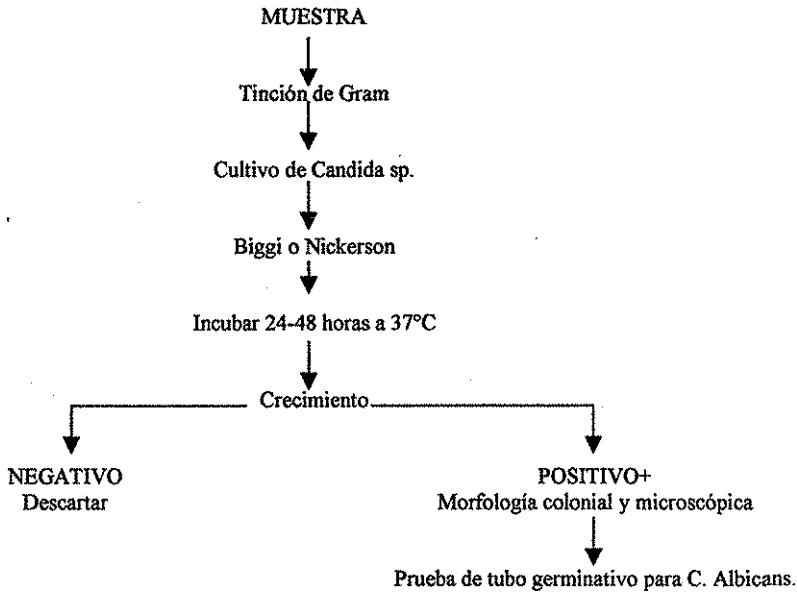 MUESTRA
Tinción de Gram
Cultivo de Candida sp.
Biggi o Nickerson
Incubar 24-48 horas a 37°C
Crecimiento
NEGATIVO
Descartar
POSITIVO+
Morfología colonial y microscópica
Prueba de tubo germinativo para C. Albicans.